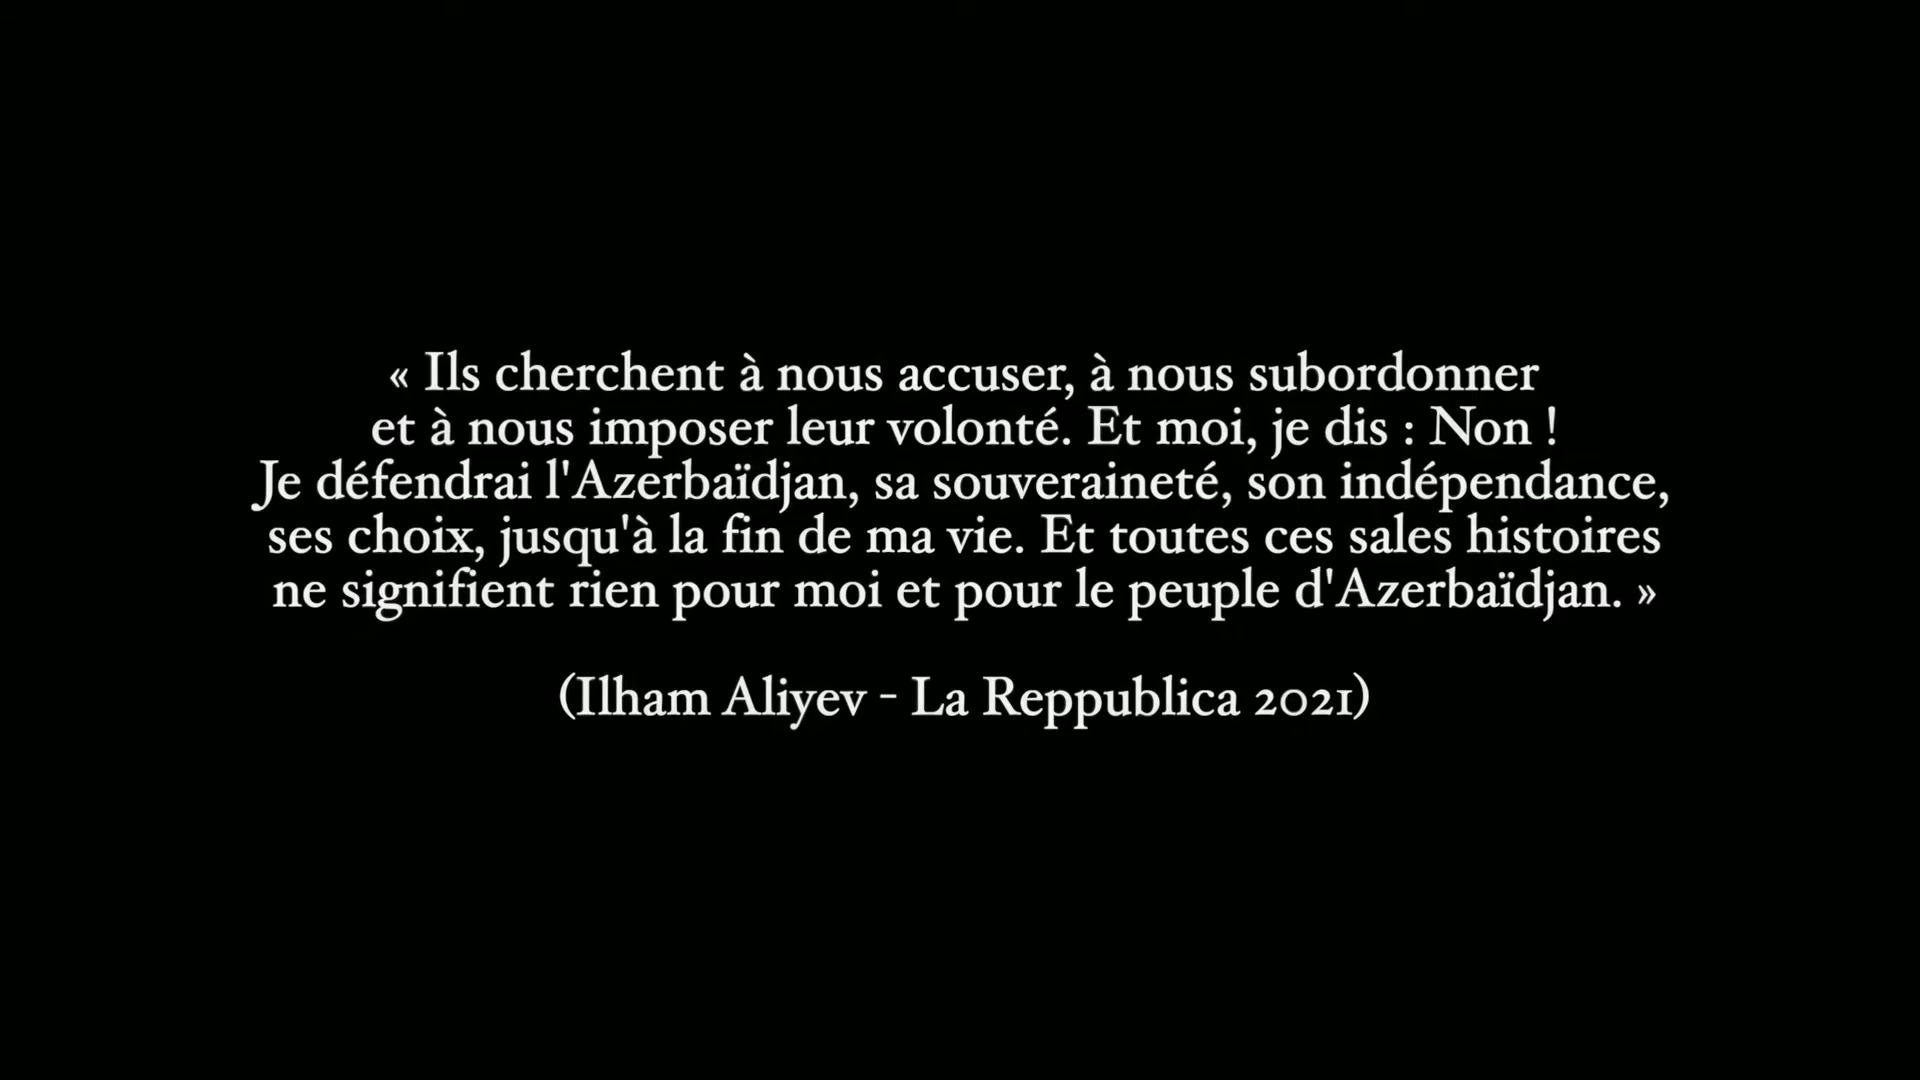 « Ils cherchent à nous accuser, à nous subordonner
et à nous imposer leur volonté. Et moi, je dis : Non !
Je défendrai l'Azerbaïdjan, sa souveraineté, son indépendance,
ses choix, jusqu'à la fin de ma vie. Et toutes ces sales histoires
ne signifient rien pour moi et pour le peuple d'Azerbaïdjan. »
(Ilham Aliyev - La Reppublica 2021)